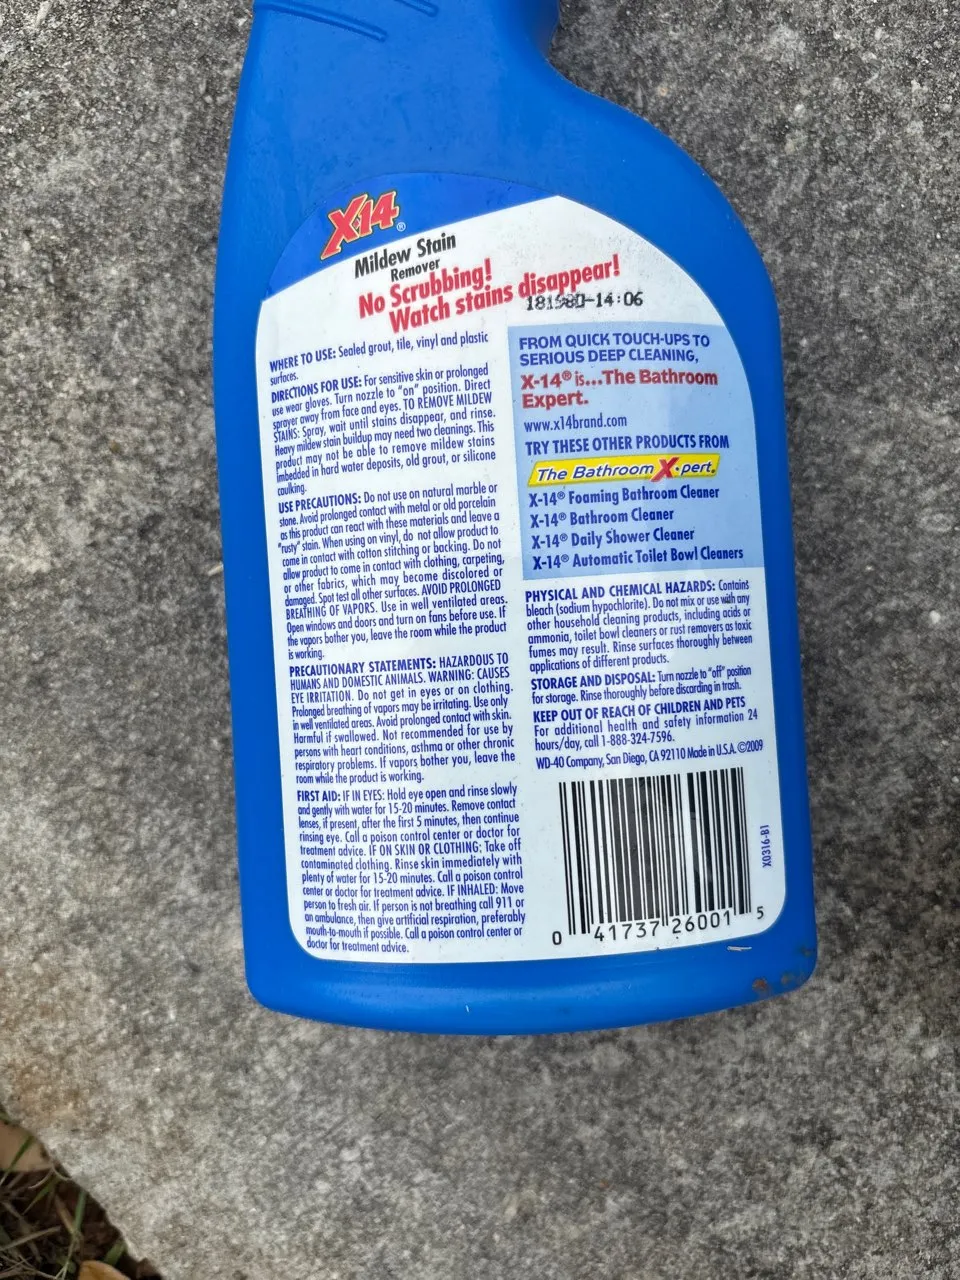 X-14®
Mildew Stain
Remover
No Scrubbing!
Watch stains disappear!
14:06
WHERE TO USE: Sealed grout, tile, vinyl and plastic
surfaces.
DIRECTIONS FOR USE: For sensitive skin or prolonged
use wear gloves. Turn nozzle to "on" position. Direct
sprayer away from face and eyes. TO REMOVE MILDEW
STAINS: Spray, wait until stains disappear, and rinse.
Heavy mildew stain buildup may need two cleanings. This
product may not be able to remove mildew stains
imbedded in hard water deposits, old grout, or silicone
caulking.
USE PRECAUTIONS: Do not use on natural marble or
stone. Avoid prolonged contact with metal or old porcelain
as this product can react with these materials and leave a
"rusty" stain. When using on vinyl, do not allow product to
come in contact with cotton stitching or backing. Do not
allow product to come in contact with clothing, carpeting,
or other fabrics, which may become discolored or
damaged. Spot test all other surfaces. AVOID PROLONGED
BREATHING OF VAPORS. Use in well ventilated areas.
Open windows and doors and turn on fans before use. If
the vapors bother you, leave the room while the product
is working.
PRECAUTIONARY STATEMENTS: HAZARDOUS TO
HUMANS AND DOMESTIC ANIMALS. WARNING: CAUSES
EYE IRRITATION. Do not get in eyes or on clothing.
Prolonged breathing of vapors may be irritating. Use only
in well ventilated areas. Avoid prolonged contact with skin.
Harmful if swallowed. Not recommended for use by
persons with heart conditions, asthma or other chronic
respiratory problems. If vapors bother you, leave the
room while the product is working.
FIRST AID: IF IN EYES: Hold eye open and rinse slowly
and gently with water for 15-20 minutes. Remove contact
lenses, if present, after the first 5 minutes, then continue
rinsing eye. Call a poison control center or doctor for
treatment advice. IF ON SKIN OR CLOTHING: Take off
contaminated clothing. Rinse skin immediately with
plenty of water for 15-20 minutes. Call a poison control
center or doctor for treatment advice. IF INHALED: Move
person to fresh air. If person is not breathing call 911 or
an ambulance, then give artificial respiration, preferably
mouth-to-mouth if possible. Call a poison control center or
doctor for treatment advice.
FROM QUICK TOUCH-UPS TO
SERIOUS DEEP CLEANING,
X-14® is...The Bathroom
Expert.
www.x14brand.com
TRY THESE OTHER PRODUCTS FROM
The Bathroom X-pert.
X-14® Foaming Bathroom Cleaner
X-14® Bathroom Cleaner
X-14® Daily Shower Cleaner
X-14® Automatic Toilet Bowl Cleaners
PHYSICAL AND CHEMICAL HAZARDS: Contains
bleach (sodium hypochlorite). Do not mix or use with any
other household cleaning products, including acids or
ammonia, toilet bowl cleaners or rust removers as toxic
fumes may result. Rinse surfaces thoroughly between
applications of different products.
STORAGE AND DISPOSAL: Turn nozzle to "off" position
for storage. Rinse thoroughly before discarding in trash.
KEEP OUT OF REACH OF CHILDREN AND PETS
For additional health and safety information 24
hours/day, call 1-888-324-7596.
WD-40 Company, San Diego, CA 92110 Made in U.S.A. ©2009
X0316-B1
0 41737 26001 5